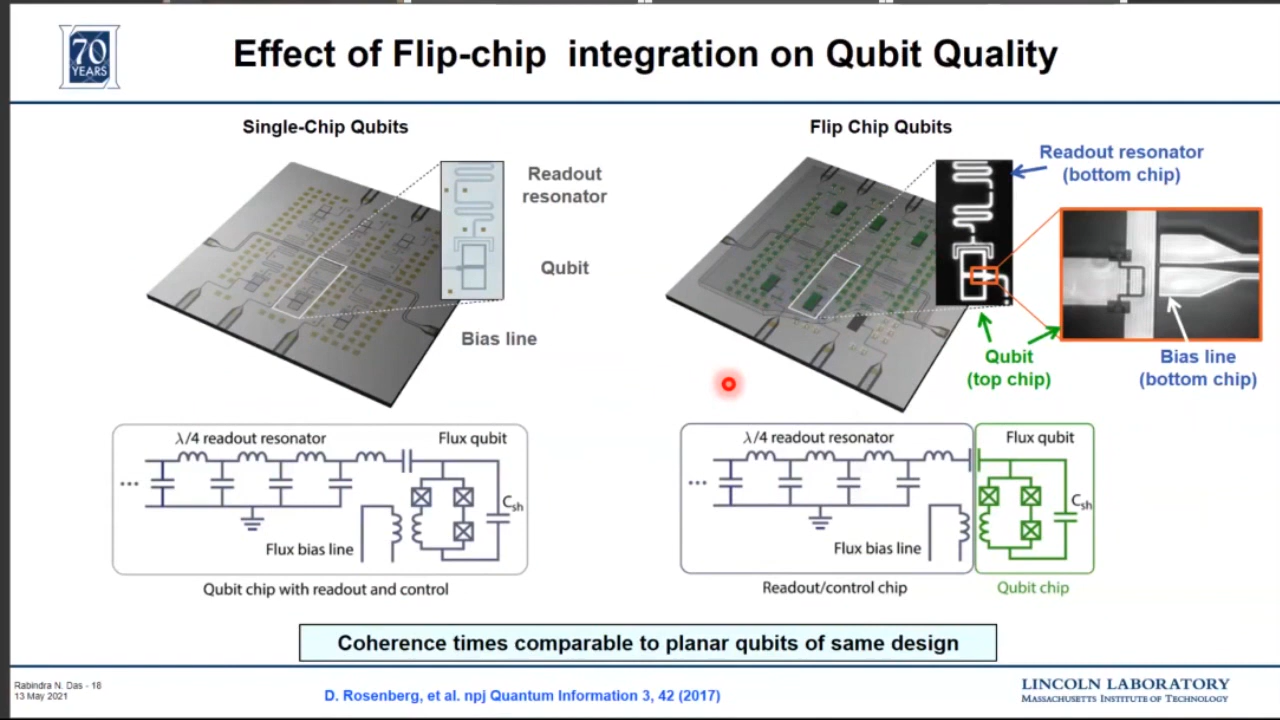 70
YEARS
Effect of Flip-chip integration on Qubit Quality
Single-Chip Qubits
Readout
resonator
Qubit
Bias line
Flip Chip Qubits
Readout resonator
(bottom chip)
Qubit
(top chip)
Bias line
(bottom chip)
λ/4 readout resonator
Flux qubit
...
Csh
Flux bias line
Qubit chip with readout and control
λ/4 readout resonator
Flux qubit
...
Csh
Flux bias line
Readout/control chip
Qubit chip
Coherence times comparable to planar qubits of same design
Rabindra N. Das - 18
13 May 2021
D. Rosenberg, et al. npj Quantum Information 3, 42 (2017)
LINCOLN LABORATORY
MASSACHUSETTS INSTITUTE OF TECHNOLOGY